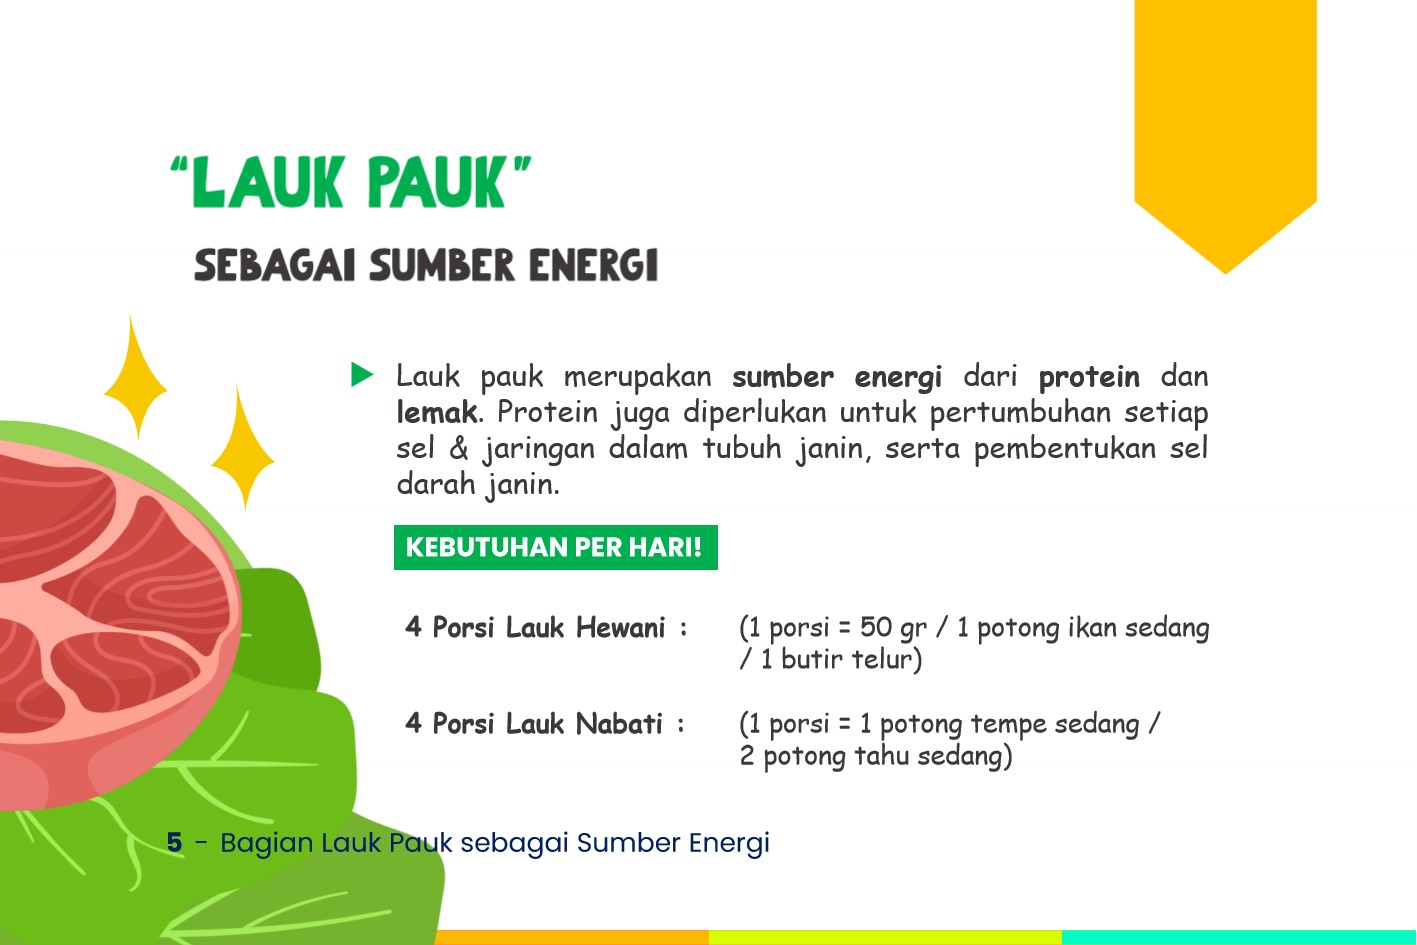 “LAUK PAUK”
SEBAGAI SUMBER ENERGI
Lauk pauk merupakan sumber energi dari protein dan
lemak. Protein juga diperlukan untuk pertumbuhan setiap
sel & jaringan dalam tubuh janin, serta pembentukan sel
darah janin.
KEBUTUHAN PER HARI!
4 Porsi Lauk Hewani : (1 porsi = 50 gr / 1 potong ikan sedang
/ 1 butir telur)
4 Porsi Lauk Nabati : (1 porsi = 1 potong tempe sedang /
2 potong tahu sedang)
5 - Bagian Lauk Pauk sebagai Sumber Energi